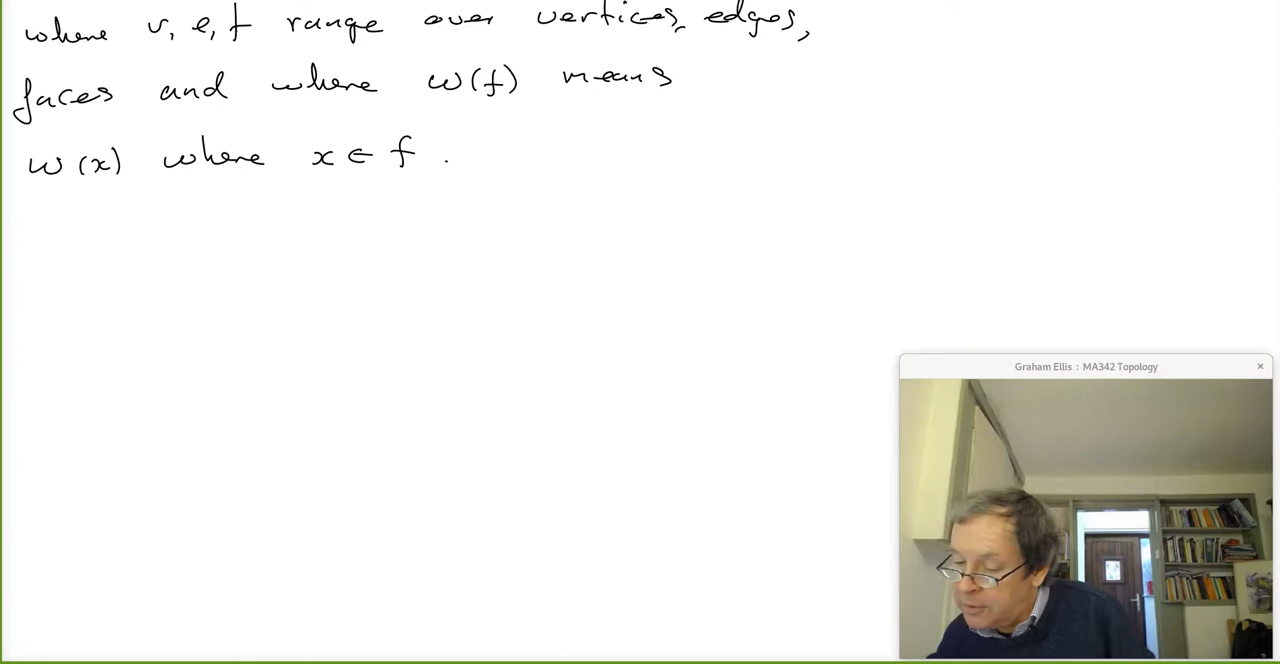 where v, e, f range over vertices, edges,
faces and where w(f) means
w(x) where x ∈ f .
Graham Ellis : MA342 Topology ×